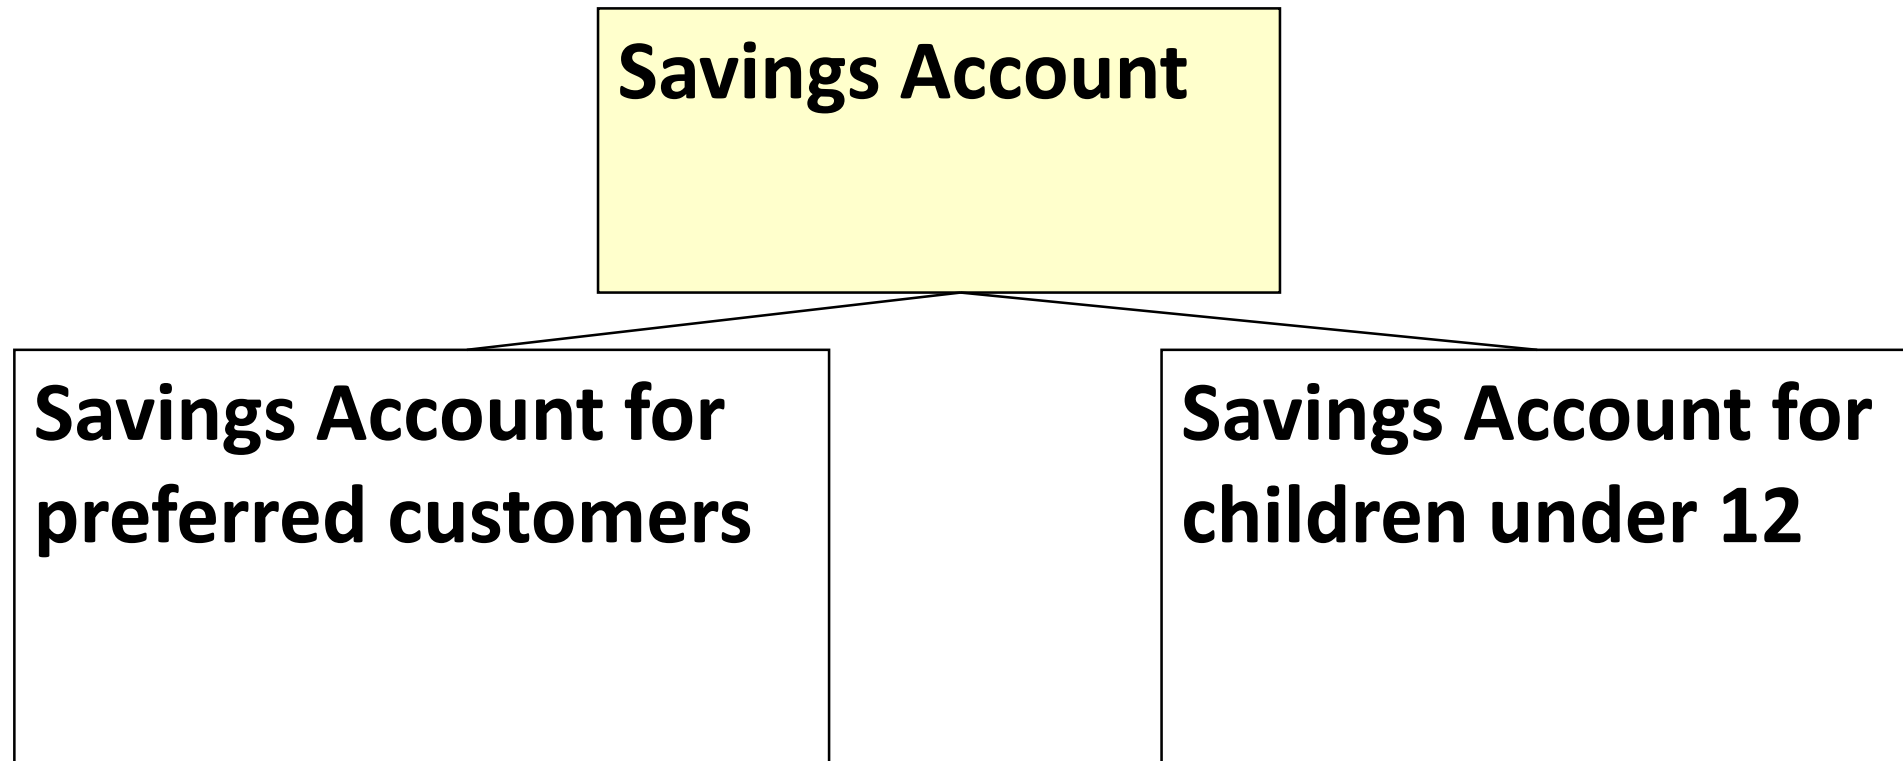 Savings Account
Savings Account for
preferred customers
Savings Account for
children under 12